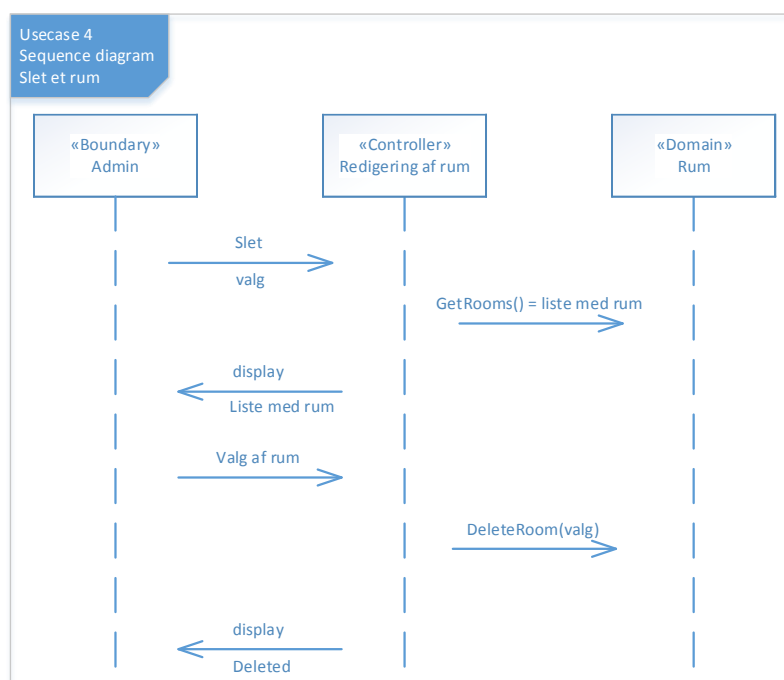 Usecase 4
Sequence diagram
Slet et rum
«Boundary»
Admin
«Controller»
Redigering af rum
«Domain»
Rum
Slet
valg
GetRooms() = liste med rum
display
Liste med rum
Valg af rum
DeleteRoom(valg)
display
Deleted